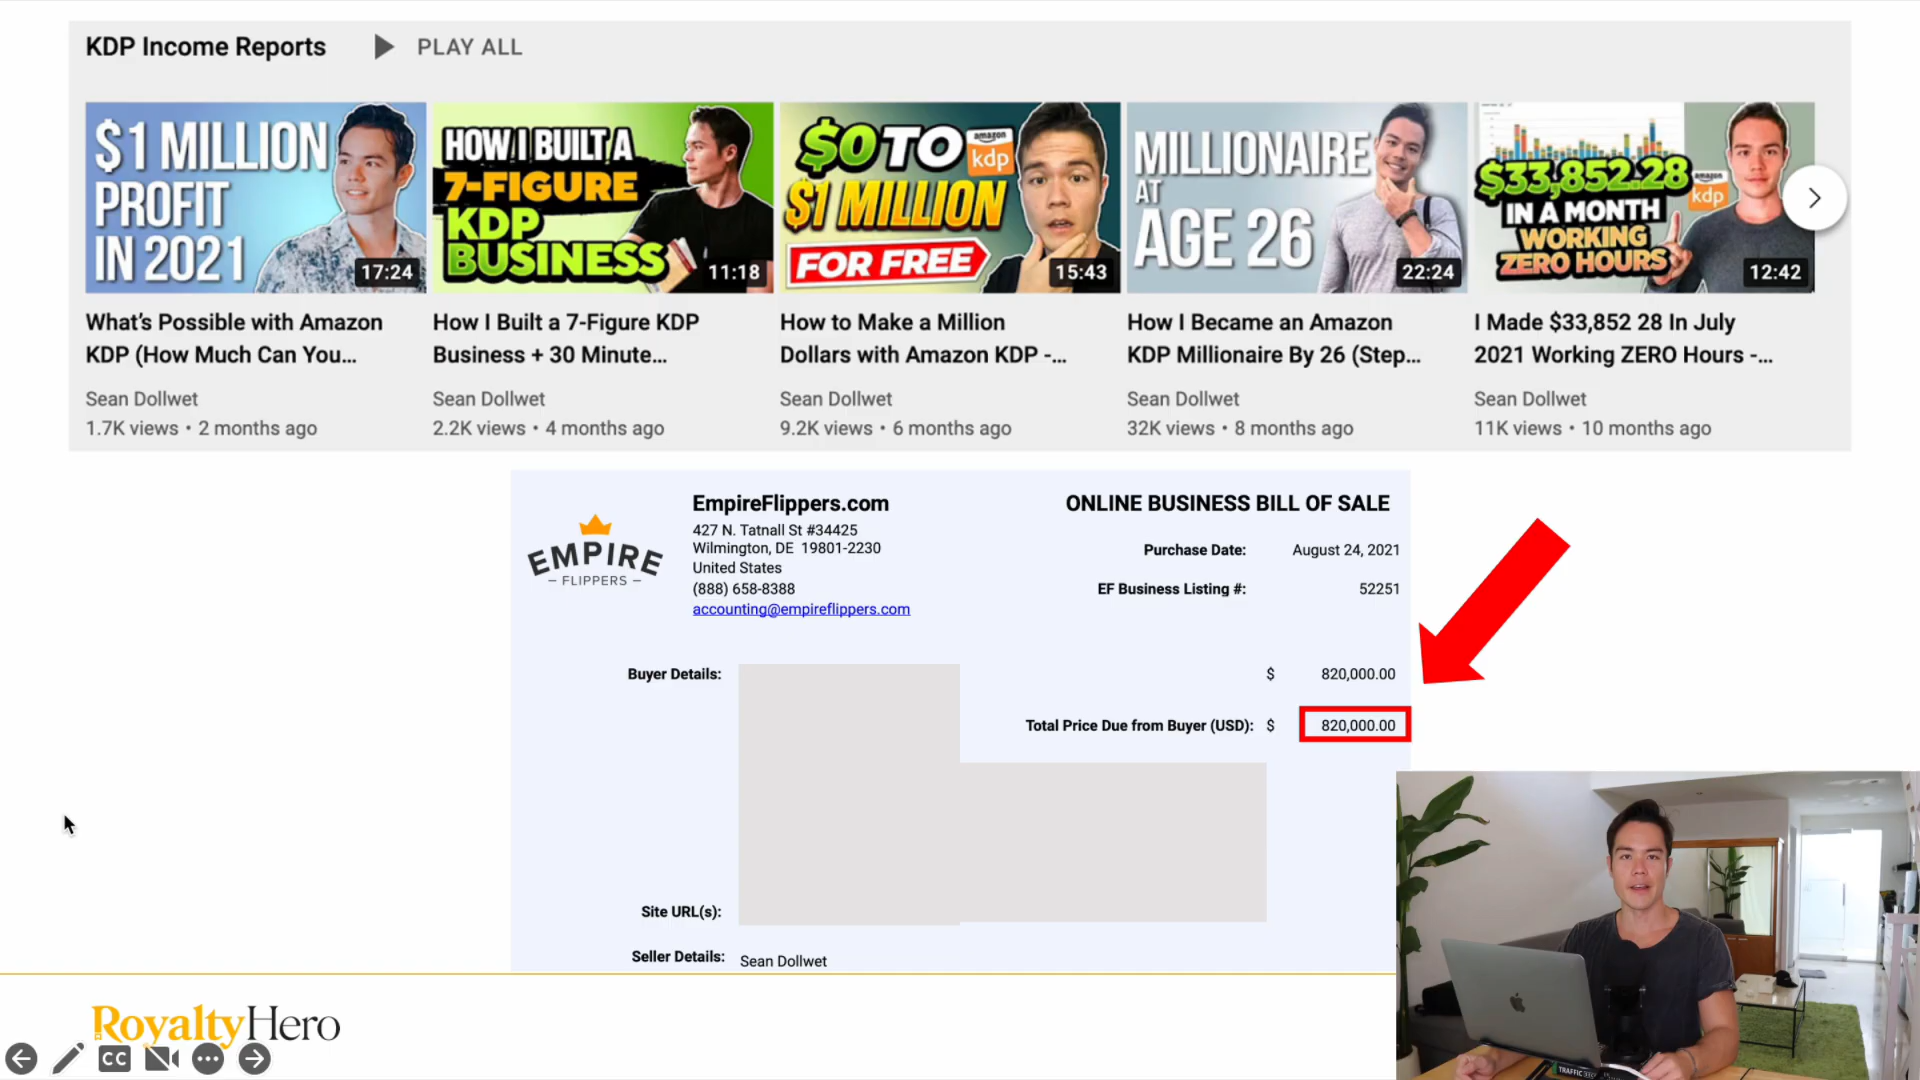 KDP Income Reports PLAY ALL
$1 MILLION
PROFIT
IN 2021
17:24
HOW I BUILT A
7-FIGURE
KDP
BUSINESS
11:18
$0 TO
amazon
kdp
$1 MILLION
FOR FREE
15:43
MILLIONAIRE
AT
AGE 26
22:24
$33,852.28
amazon
kdp
IN A MONTH
WORKING
ZERO HOURS
12:42
What's Possible with Amazon
KDP (How Much Can You...
Sean Dollwet
1.7K views • 2 months ago
How I Built a 7-Figure KDP
Business + 30 Minute...
Sean Dollwet
2.2K views • 4 months ago
How to Make a Million
Dollars with Amazon KDP -...
Sean Dollwet
9.2K views • 6 months ago
How I Became an Amazon
KDP Millionaire By 26 (Step...
Sean Dollwet
32K views • 8 months ago
I Made $33,852 28 In July
2021 Working ZERO Hours -...
Sean Dollwet
11K views • 10 months ago
EMPIRE
FLIPPERS
EmpireFlippers.com
427 N. Tatnall St #34425
Wilmington, DE 19801-2230
United States
(888) 658-8388
accounting@empireflippers.com
ONLINE BUSINESS BILL OF SALE
Purchase Date: August 24, 2021
EF Business Listing #: 52251
Buyer Details:
$ 820,000.00
Total Price Due from Buyer (USD): $ 820,000.00
Site URL(s):
Seller Details: Sean Dollwet
RoyaltyHero
CC
TRAFFIC